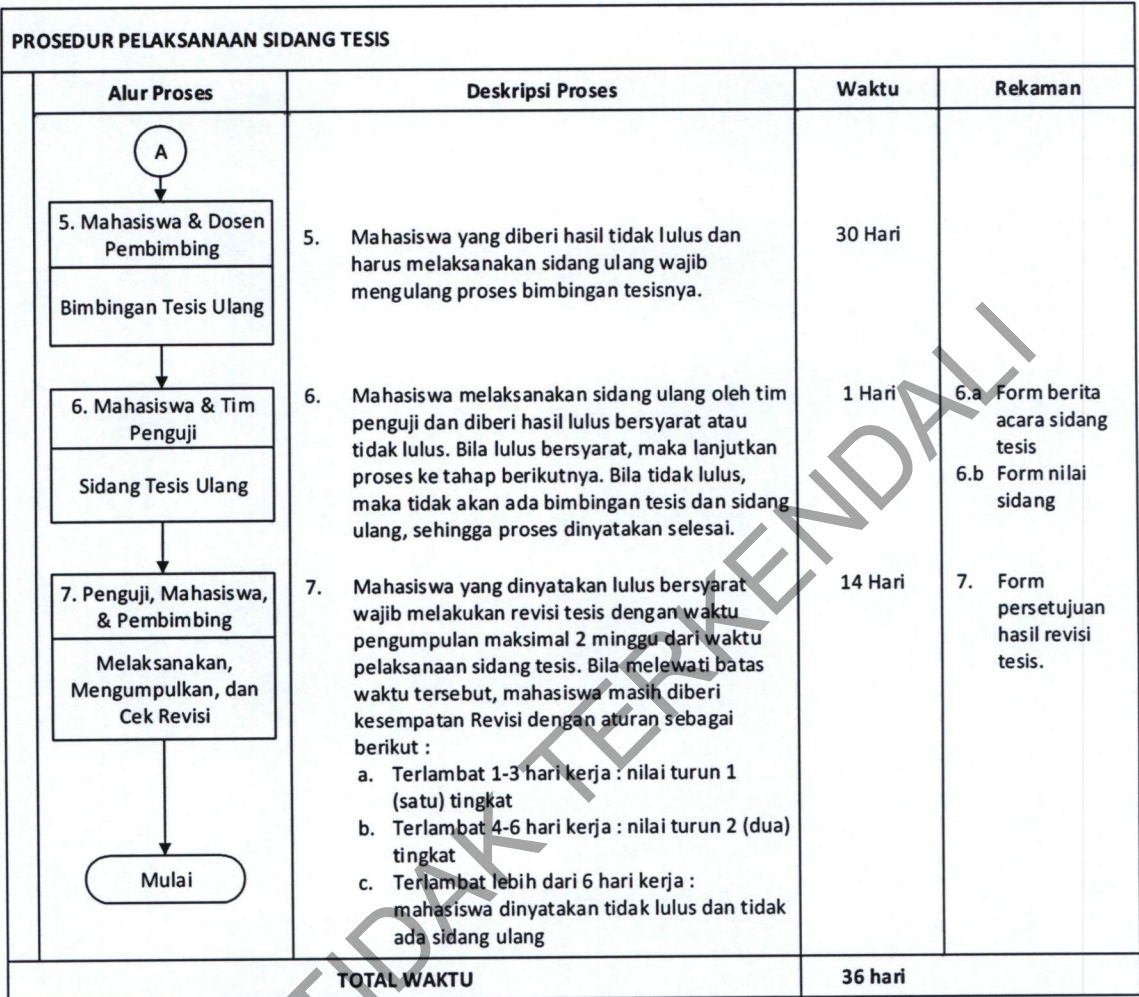 PROSEDUR PELAKSANAAN SIDANG TESIS
Alur Proses
Deskripsi Proses
Waktu
Rekaman
A
5. Mahasiswa & Dosen
Pembimbing
Bimbingan Tesis Ulang
5. Mahasiswa yang diberi hasil tidak lulus dan
harus melaksanakan sidang ulang wajib
mengulang proses bimbingan tesisnya.
30 Hari
6. Mahasiswa & Tim
Penguji
Sidang Tesis Ulang
6. Mahasiswa melaksanakan sidang ulang oleh tim
penguji dan diberi hasil lulus bersyarat atau
tidak lulus. Bila lulus bersyarat, maka lanjutkan
proses ke tahap berikutnya. Bila tidak lulus,
maka tidak akan ada bimbingan tesis dan sidang
ulang, sehingga proses dinyatakan selesai.
1 Hari
6.a Form berita
acara sidang
tesis
6.b Form nilai
sidang
7. Penguji, Mahasiswa,
& Pembimbing
Melaksanakan,
Mengumpulkan, dan
Cek Revisi
7. Mahasiswa yang dinyatakan lulus bersyarat
wajib melakukan revisi tesis dengan waktu
pengumpulan maksimal 2 minggu dari waktu
pelaksanaan sidang tesis. Bila melewati batas
waktu tersebut, mahasiswa masih diberi
kesempatan Revisi dengan aturan sebagai
berikut :
a. Terlambat 1-3 hari kerja : nilai turun 1
(satu) tingkat
b. Terlambat 4-6 hari kerja : nilai turun 2 (dua)
tingkat
c. Terlambat lebih dari 6 hari kerja :
mahasiswa dinyatakan tidak lulus dan tidak
ada sidang ulang
14 Hari
7. Form
persetujuan
hasil revisi
tesis.
Mulai
TOTAL WAKTU
36 hari
TIDAK TERKENDALI